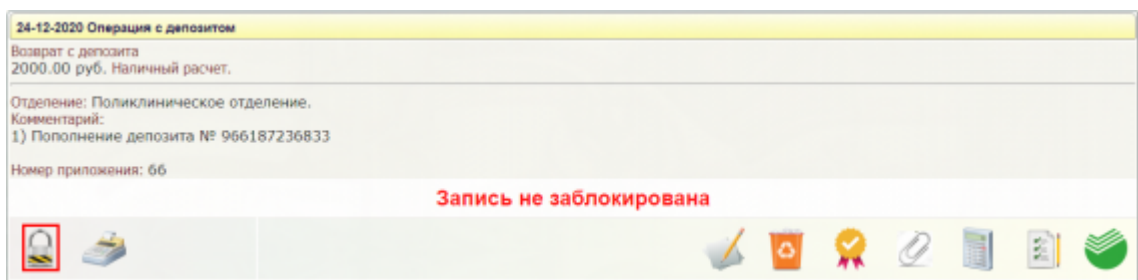 24-12-2020 Операция с депозитом
Возврат с депозита
2000.00 руб. Наличный расчет.
Отделение: Поликлиническое отделение.
Комментарий:
1) Пополнение депозита № 966187236833
Номер приложения: 66
Запись не заблокирована